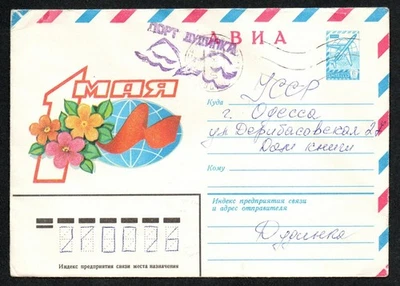 ПОРТ ДУДИНКА
АВИА
1 МАЯ
Куда
УССР
г. Одесса
ул. Дерибасовская 27
Дом книги
Кому
Индекс предприятия связи
и адрес отправителя
Дудинка
270026
Индекс предприятия связи места назначения